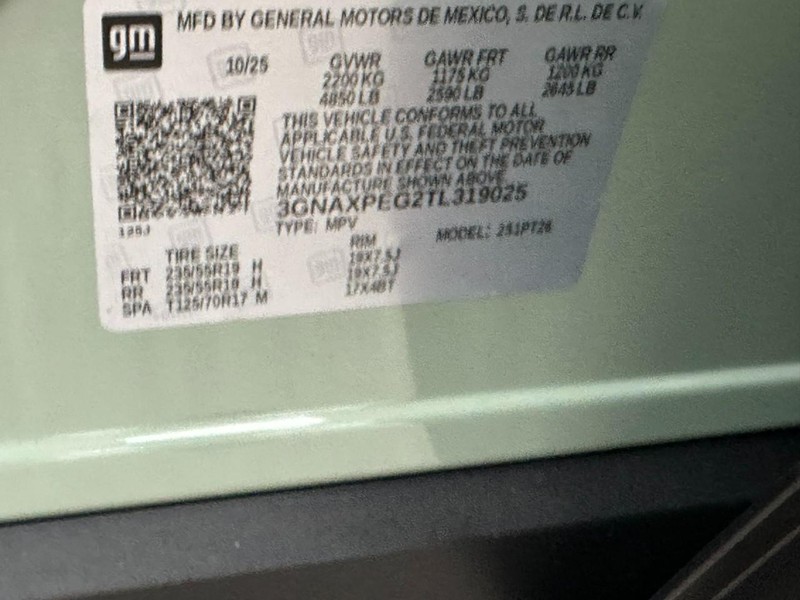 gm
MFD BY GENERAL MOTORS DE MEXICO, S. DE R.L. DE C.V.
10/25 GVWR GAWR FRT GAWR RR
2200 KG 1175 KG 1200 KG
4850 LB 2590 LB 2645 LB
THIS VEHICLE CONFORMS TO ALL
APPLICABLE U.S. FEDERAL MOTOR
VEHICLE SAFETY AND THEFT PREVENTION
STANDARDS IN EFFECT ON THE DATE OF
MANUFACTURE SHOWN ABOVE.
3GNAXPEG2TL319025
TYPE: MPV MODEL: 2S1PT26
12SJ
TIRE SIZE RIM
FRT 235/55R19 H 19X7.5J
RR 235/55R19 H 19X7.5J
SPA T125/70R17 M 17X4BT